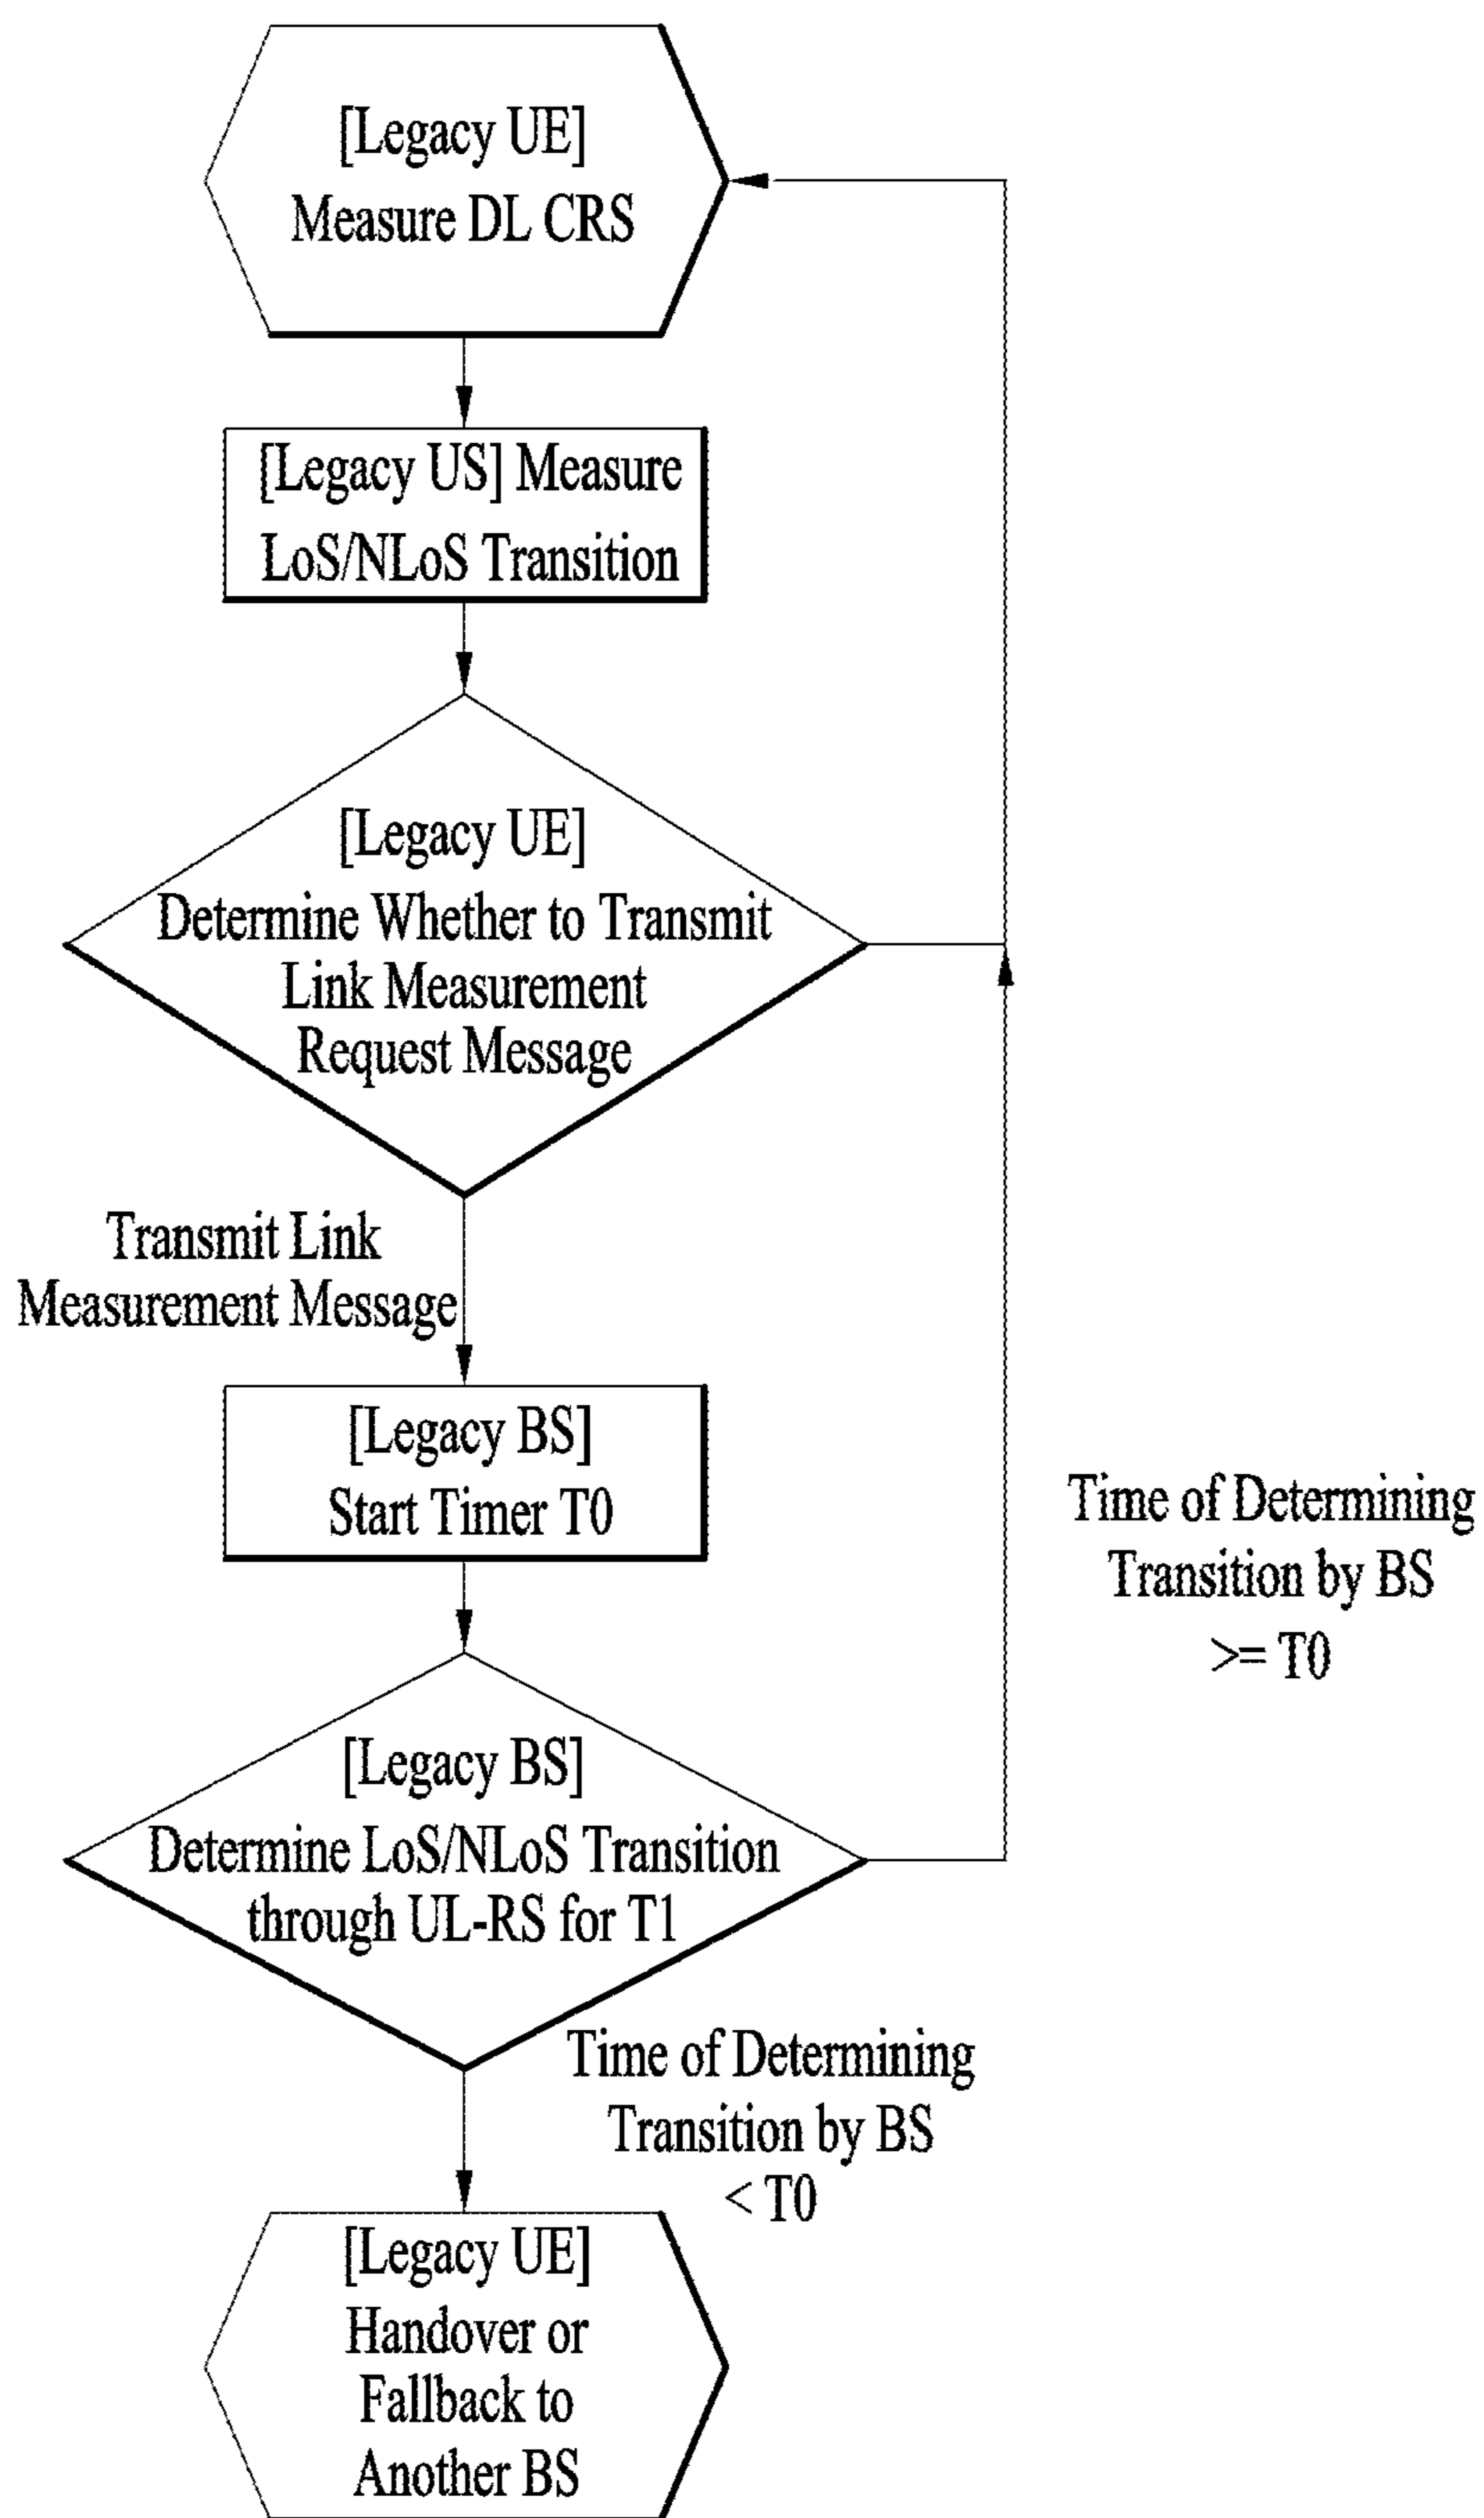 [Legacy UE]
Measure DL CRS
[Legacy US] Measure
LoS/NLoS Transition
[Legacy UE]
Determine Whether to Transmit
Link Measurement
Request Message
Transmit Link
Measurement Message
[Legacy BS]
Start Timer T0
Time of Determining
Transition by BS
>= T0
[Legacy BS]
Determine LoS/NLoS Transition
through UL-RS for T1
Time of Determining
Transition by BS
< T0
[Legacy UE]
Handover or
Fallback to
Another BS